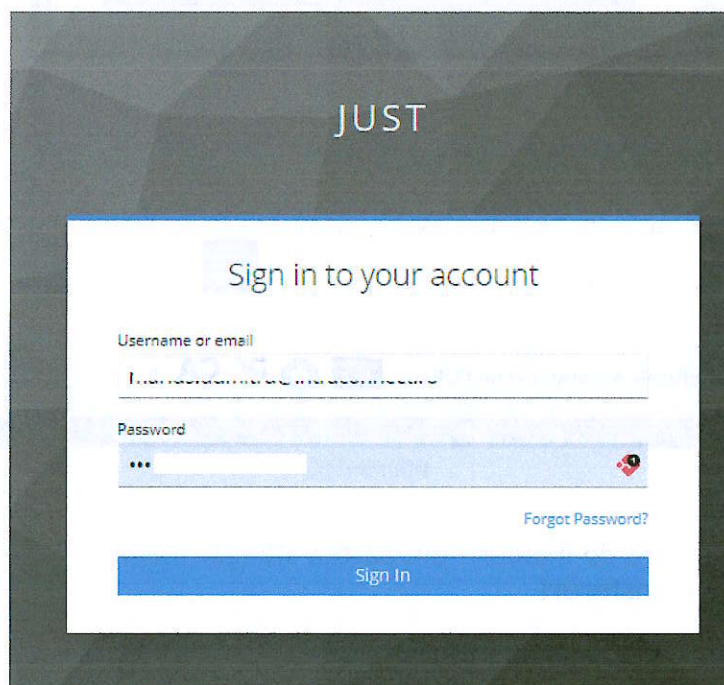 JUST
Sign in to your account
Username or email
Password
•••
Forgot Password?
Sign In